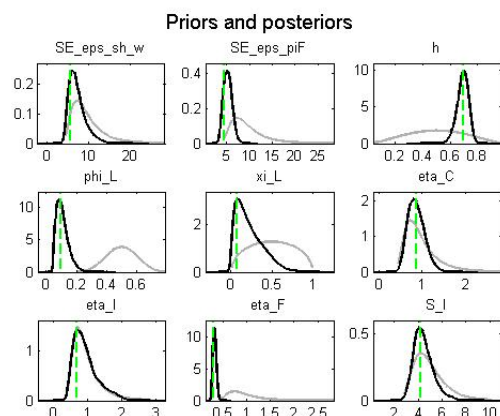 Priors and posteriors
SE_eps_sh_w SE_eps_piF h
0.2 0.4 10
0.1 0.2 5
0 0 0
0 10 20 5 10 15 20 25 0.2 0.4 0.6 0.8
phi_L xi_L eta_C
10 2
5 2 1
0 0 0
0 0.2 0.4 0.6 0 0.5 1 0 1 2
eta_I eta_F S_I
10 0.5
1 5
0 0 0
0 1 2 3 0.5 1 1.5 2 2.5 2 4 6 8 10